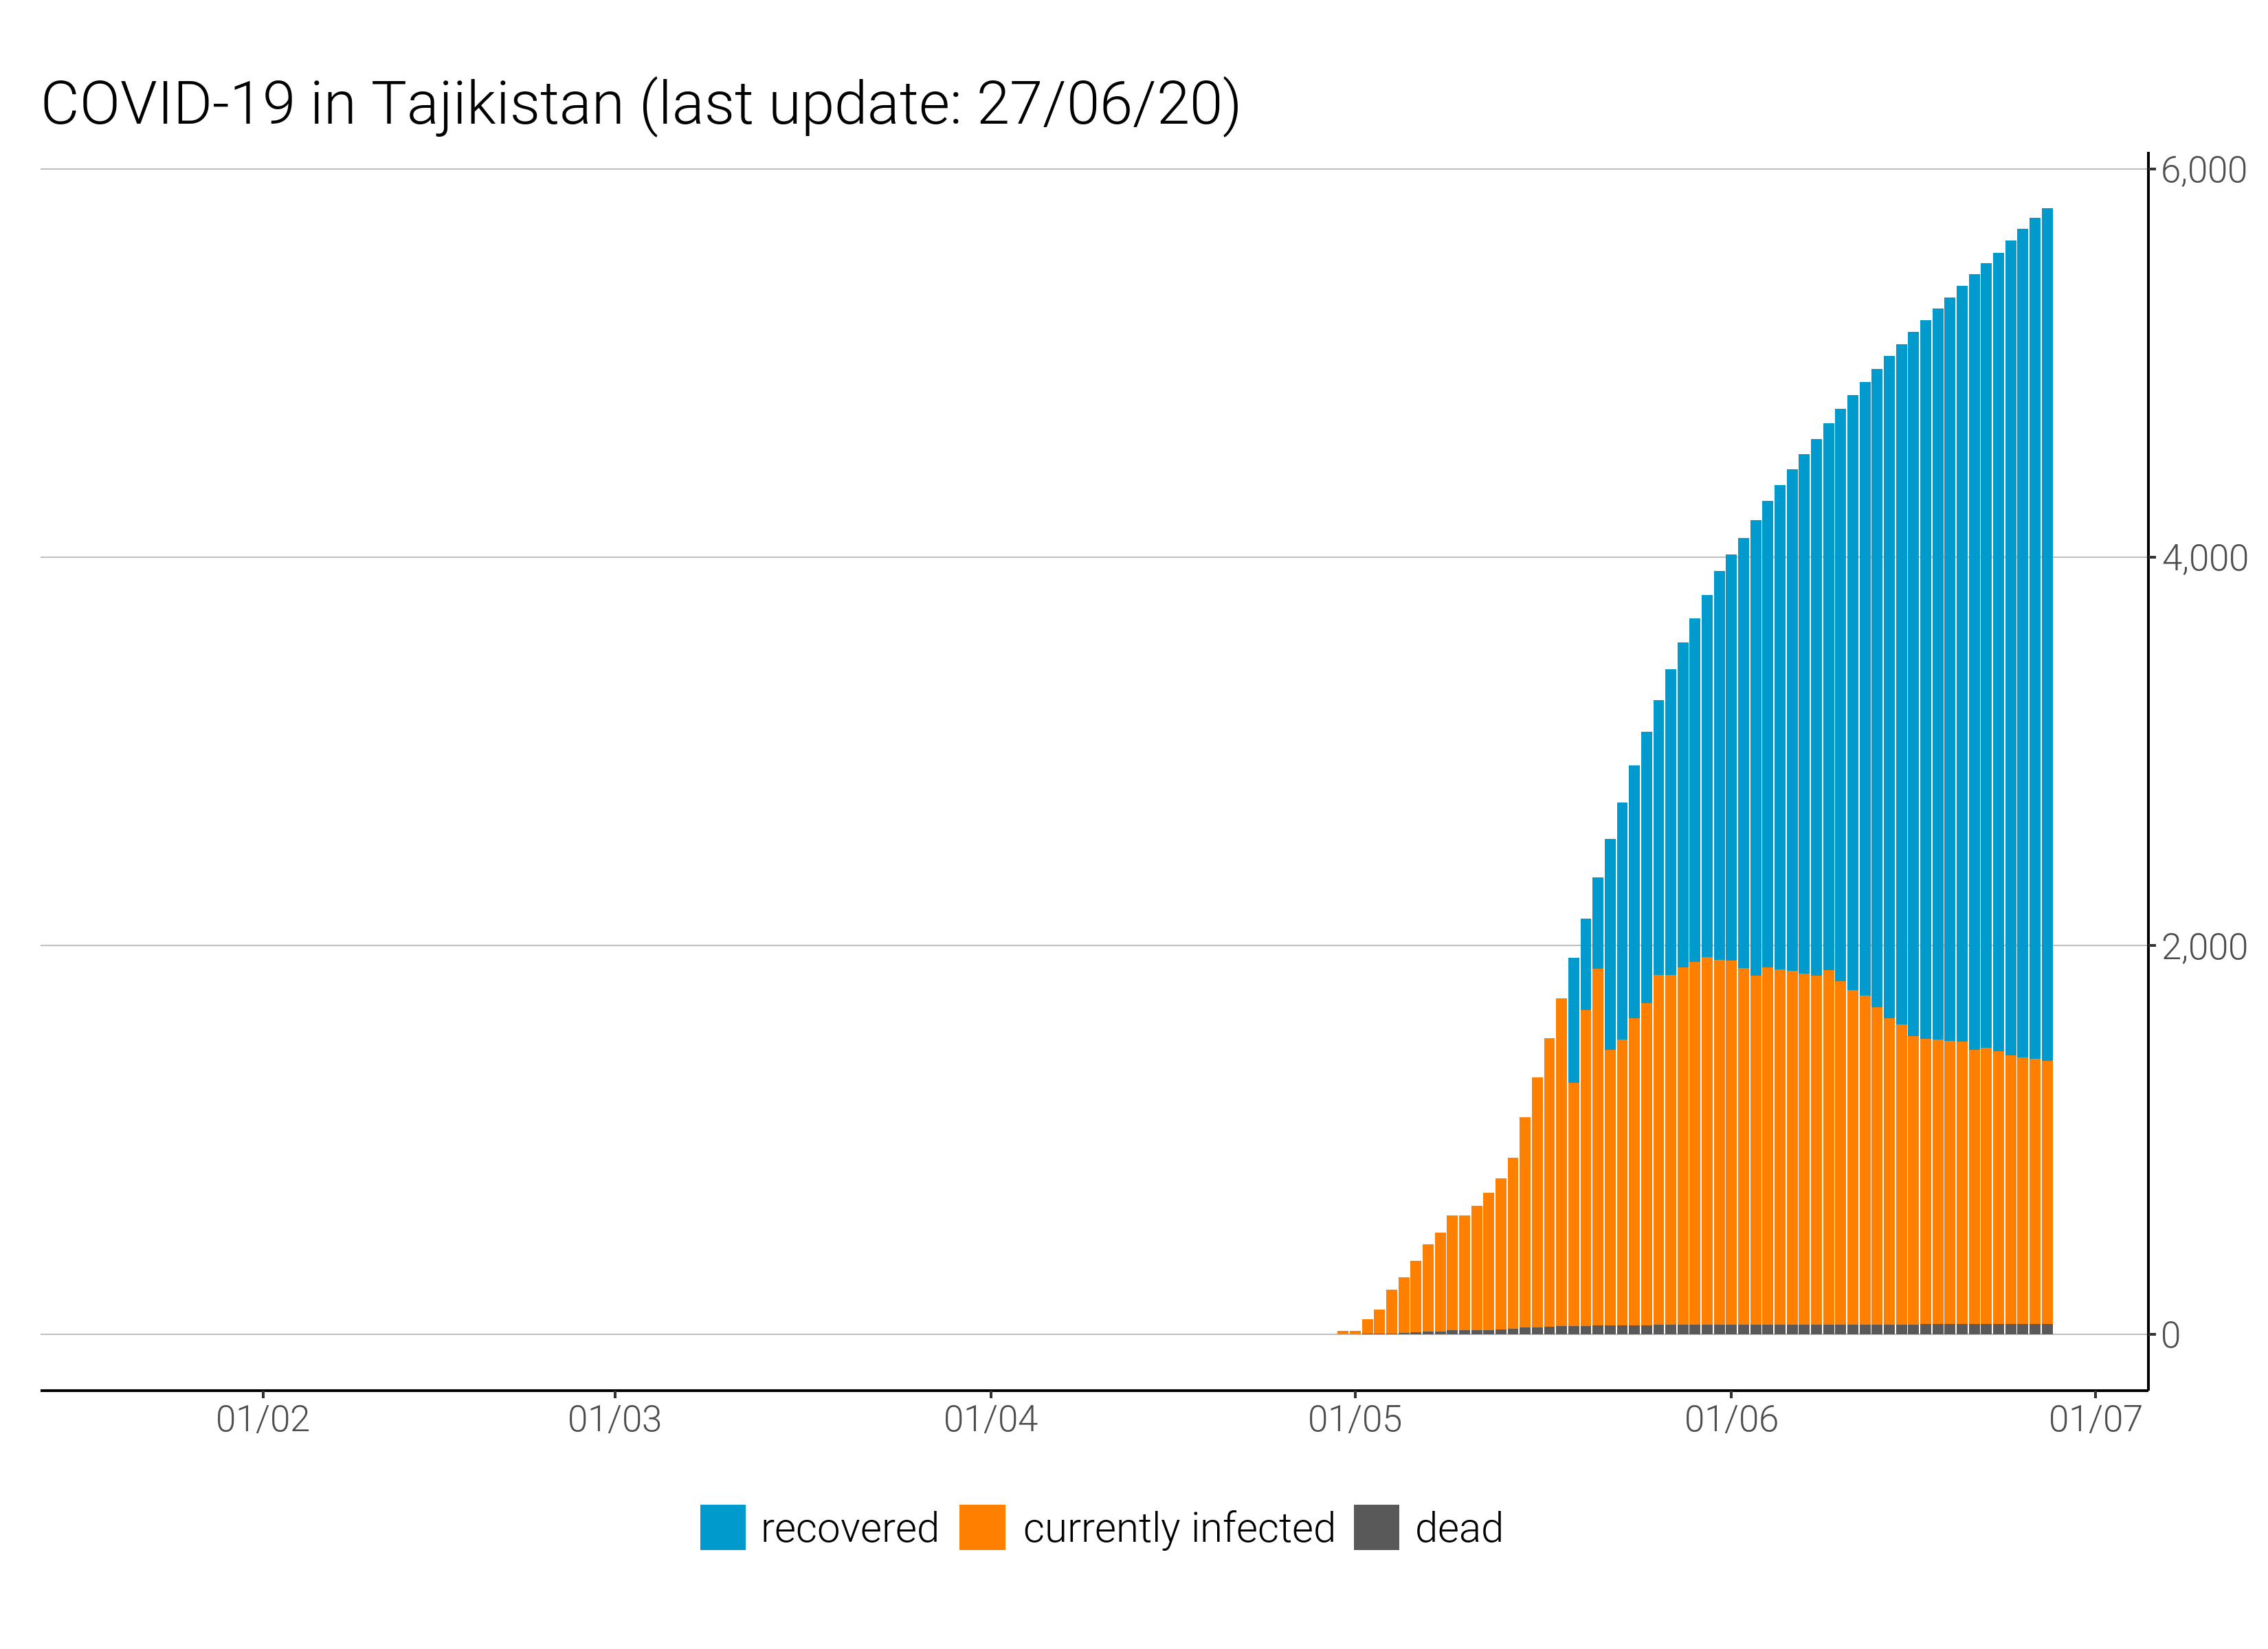 COVID-19 in Tajikistan (last update: 27/06/20)
6,000
4,000
2,000
0
01/02 01/03 01/04 01/05 01/06 01/07
recovered currently infected dead